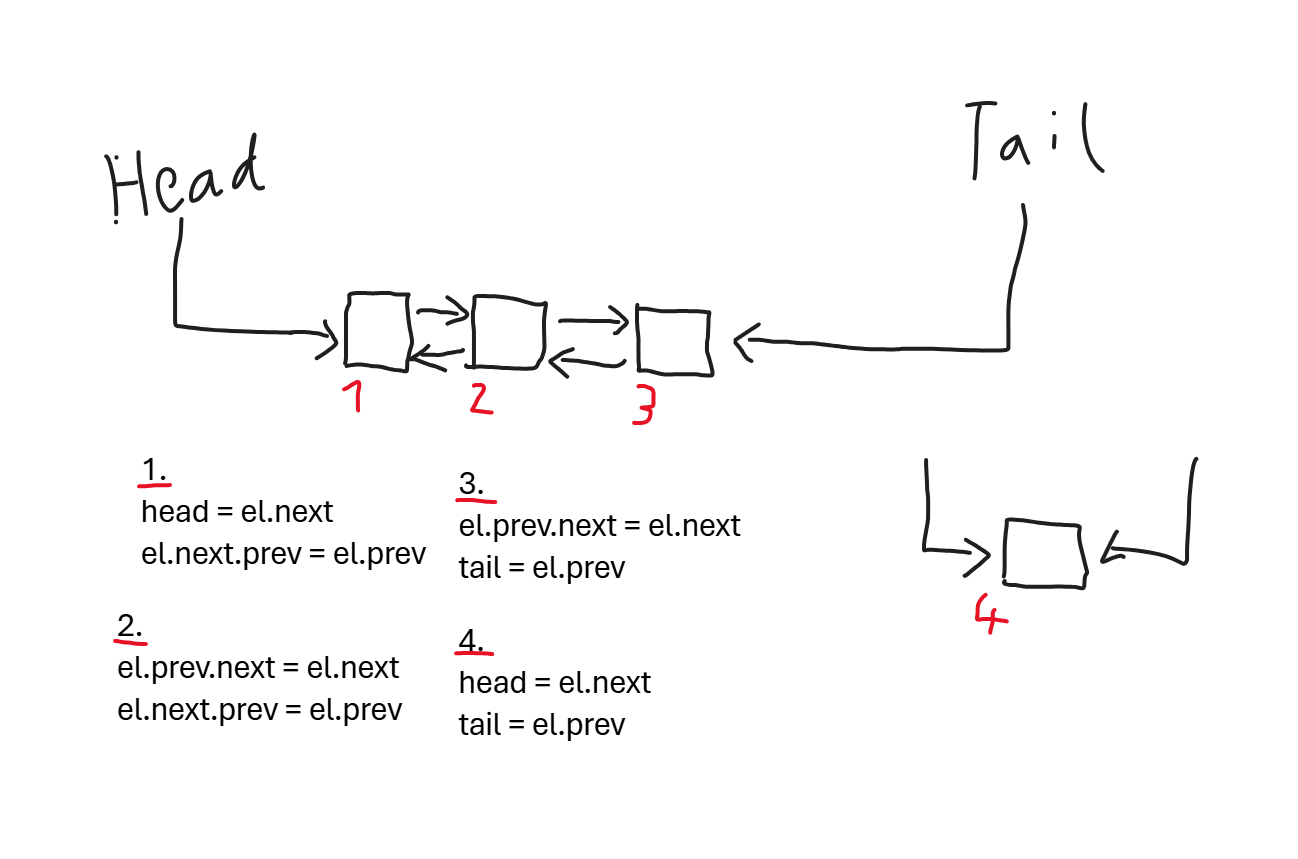 Head
Tail
1
2
3
1.
head = el.next
el.next.prev = el.prev
2.
el.prev.next = el.next
el.next.prev = el.prev
3.
el.prev.next = el.next
tail = el.prev
4.
head = el.next
tail = el.prev
4